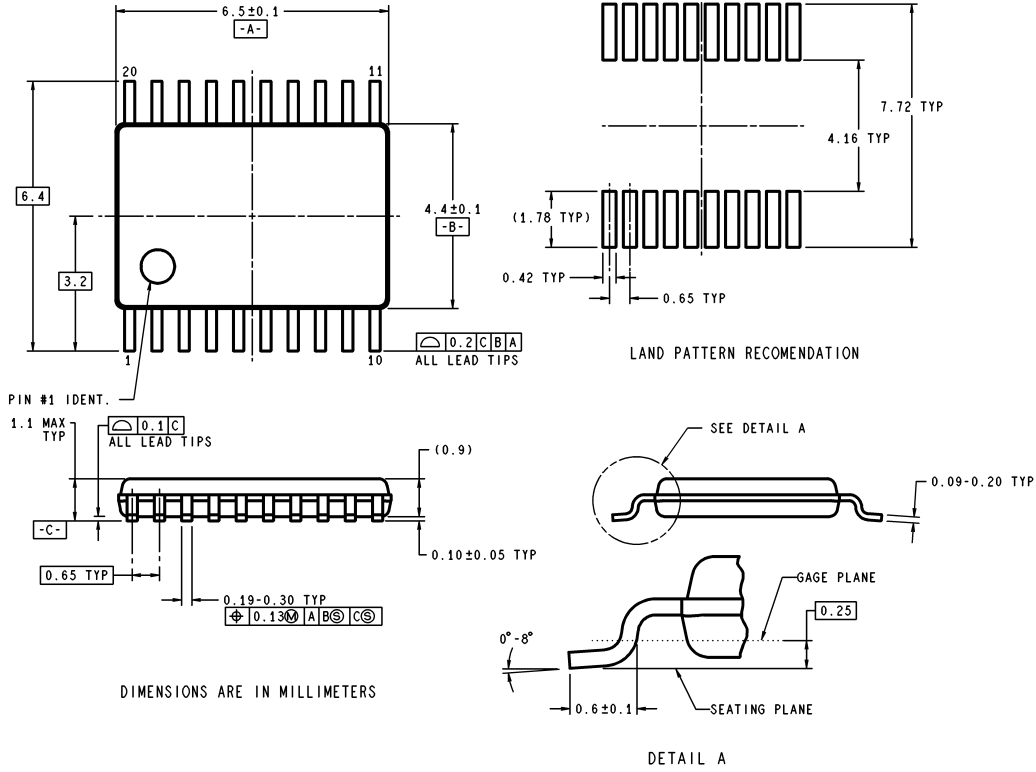 6.5±0.1
-A-
20
11
6.4
3.2
4.4±0.1
-B-
1
10
0.2 C B A
ALL LEAD TIPS
PIN #1 IDENT.
7.72 TYP
4.16 TYP
(1.78 TYP)
0.42 TYP
0.65 TYP
LAND PATTERN RECOMENDATION
1.1 MAX
TYP
0.1 C
ALL LEAD TIPS
(0.9)
-C-
0.10±0.05 TYP
0.65 TYP
0.19-0.30 TYP
0.13Ⓜ A BⓈ CⓈ
DIMENSIONS ARE IN MILLIMETERS
SEE DETAIL A
0.09-0.20 TYP
GAGE PLANE
0.25
0°-8°
0.6±0.1
SEATING PLANE
DETAIL A